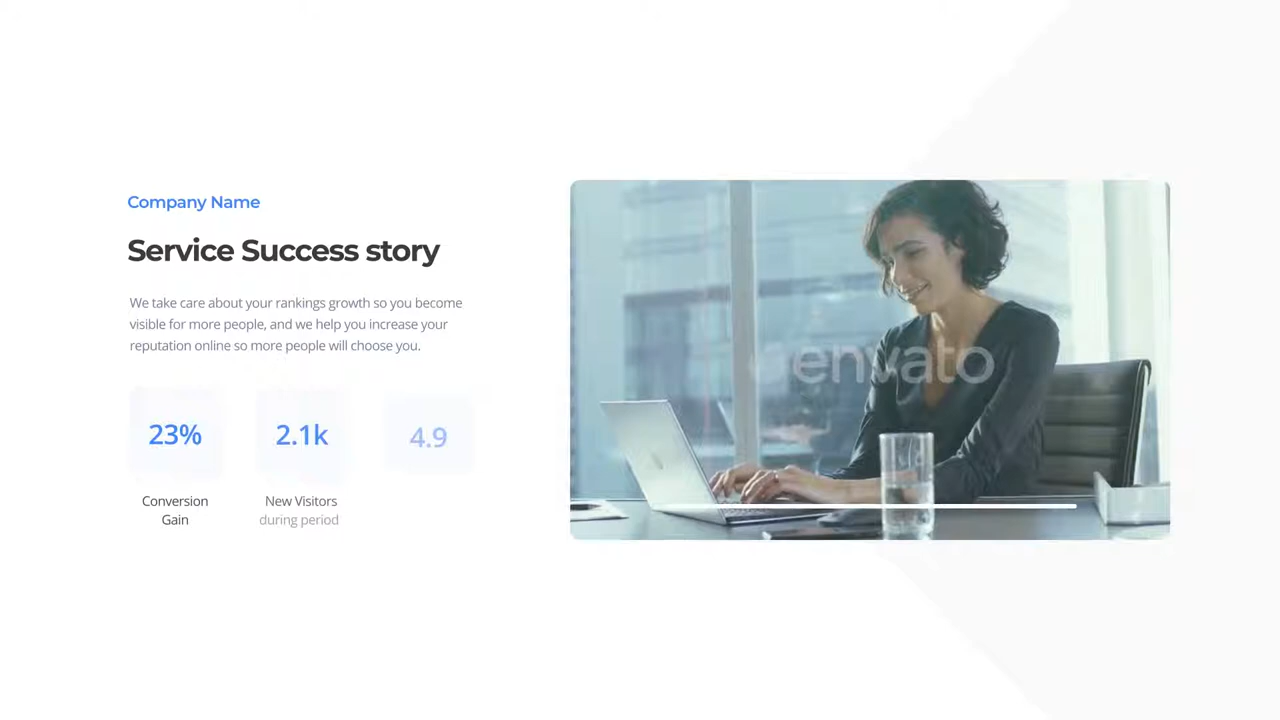 Company Name
Service Success story
We take care about your rankings growth so you become
visible for more people, and we help you increase your
reputation online so more people will choose you.
23%
2.1k
4.9
Conversion
Gain
New Visitors
during period
envato